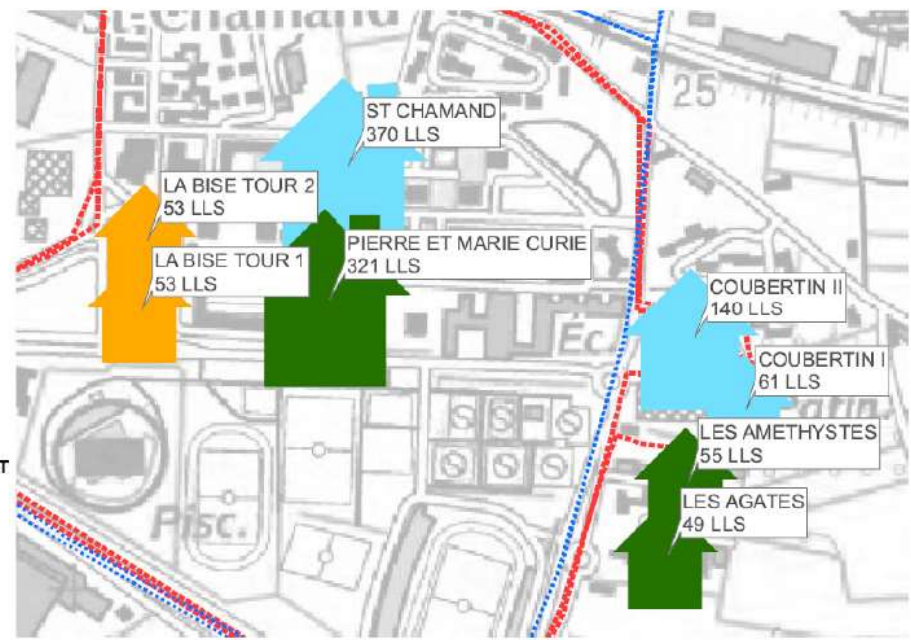 St-Chamand
25
ST CHAMAND
370 LLS
LA BISE TOUR 2
53 LLS
PIERRE ET MARIE CURIE
321 LLS
LA BISE TOUR 1
53 LLS
COUBERTIN II
140 LLS
Éc
COUBERTIN I
61 LLS
LES AMETHYSTES
55 LLS
T
LES AGATES
49 LLS
Pisc.